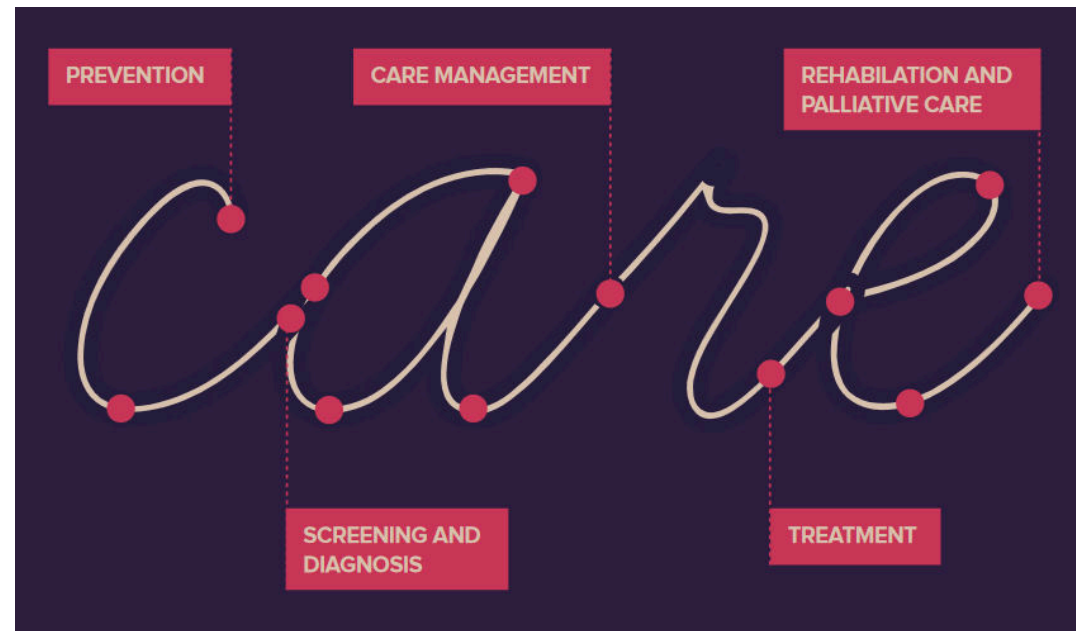 PREVENTION
CARE MANAGEMENT
REHABILATION AND
PALLIATIVE CARE
care
SCREENING AND
DIAGNOSIS
TREATMENT